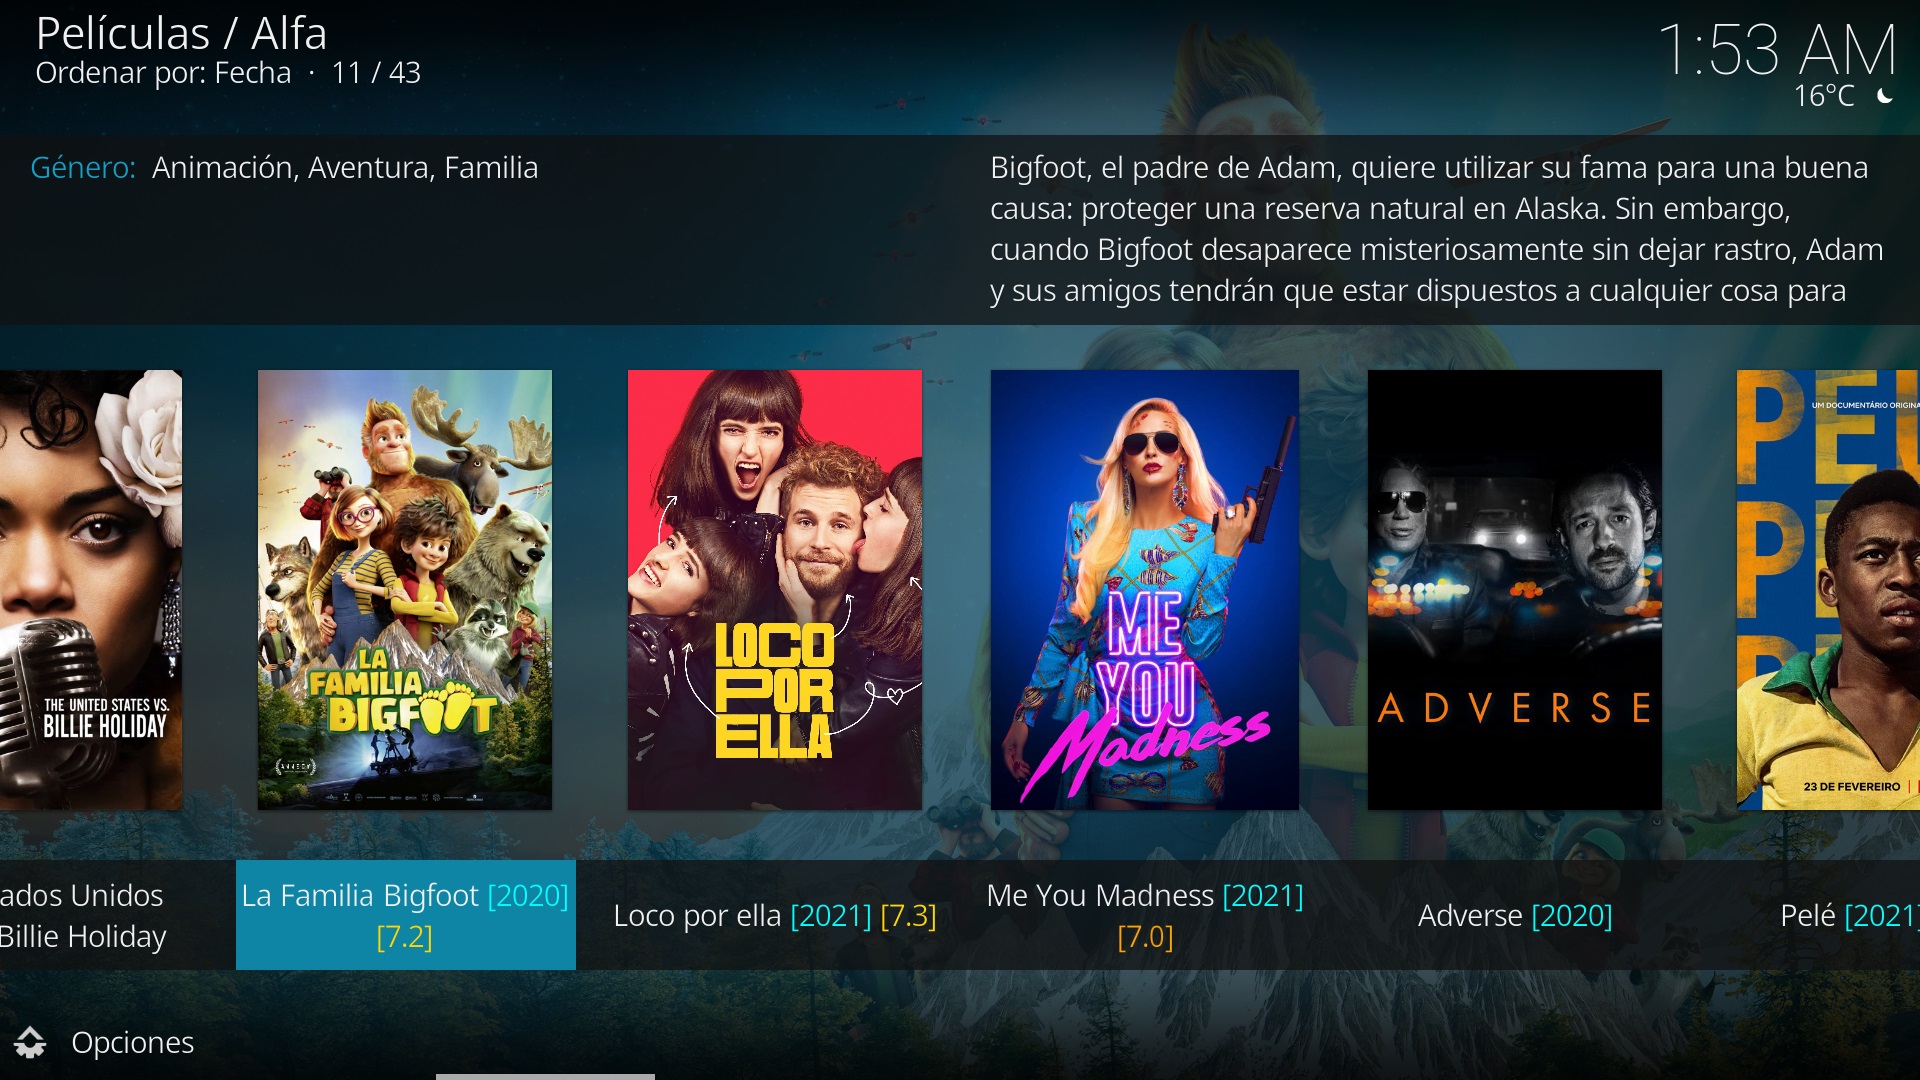 Películas / Alfa
Ordenar por: Fecha · 11 / 43
1:53 AM
16°C
Género: Animación, Aventura, Familia
Bigfoot, el padre de Adam, quiere utilizar su fama para una buena
causa: proteger una reserva natural en Alaska. Sin embargo,
cuando Bigfoot desaparece misteriosamente sin dejar rastro, Adam
y sus amigos tendrán que estar dispuestos a cualquier cosa para
THE UNITED STATES VS.
BILLIE HOLIDAY
LA
FAMILIA
BIGFOOT
LOCO
POR
ELLA
ME
YOU
Madness
ADVERSE
UM DOCUMENTÁRIO ORIGINA
PEL
P
P
23 DE FEVEREIRO
ados Unidos
Billie Holiday
La Familia Bigfoot [2020]
[7.2]
Loco por ella [2021] [7.3]
Me You Madness [2021]
[7.0]
Adverse [2020]
Pelé [2021]
Opciones